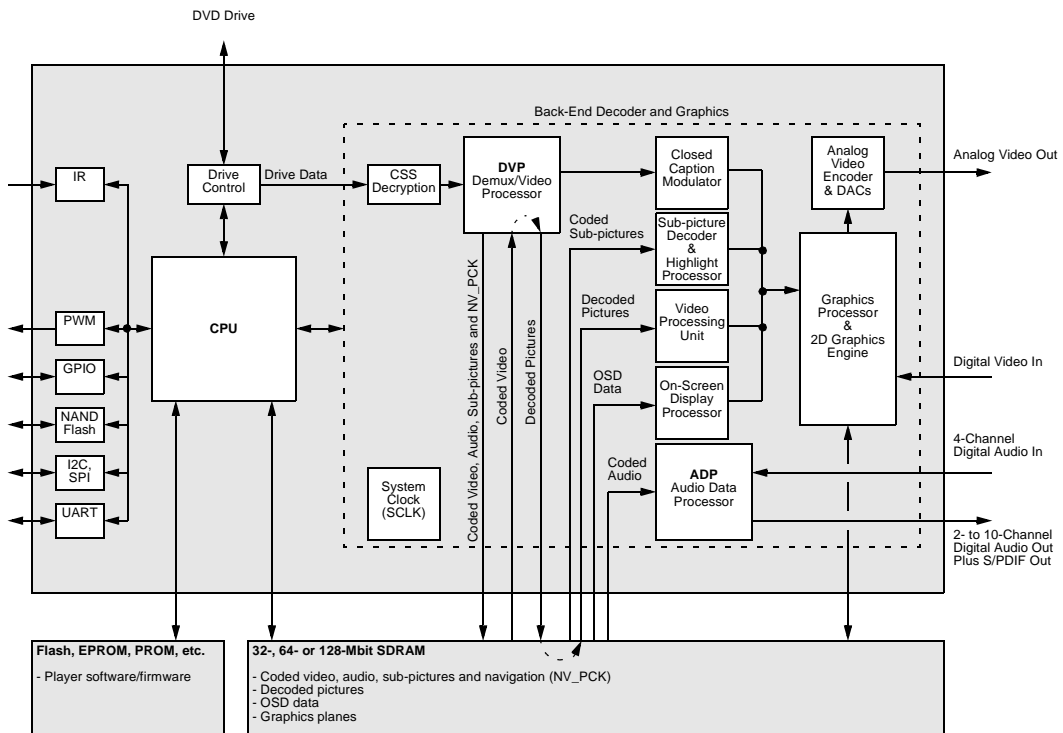 DVD Drive
Back-End Decoder and Graphics
IR
Drive
Control
Drive Data
CSS
Decryption
DVP
Demux/Video
Processor
Closed
Caption
Modulator
Analog
Video
Encoder
& DACs
Analog Video Out
Coded
Sub-pictures
Sub-picture
Decoder
&
Highlight
Processor
CPU
PWM
GPIO
NAND
Flash
I2C,
SPI
UART
Decoded
Pictures
Video
Processing
Unit
Graphics
Processor
&
2D Graphics
Engine
Digital Video In
OSD
Data
On-Screen
Display
Processor
Coded Video, Audio, Sub-pictures and NV_PCK
Coded Video
Decoded Pictures
4-Channel
Digital Audio In
Coded
Audio
ADP
Audio Data
Processor
System
Clock
(SCLK)
2- to 10-Channel
Digital Audio Out
Plus S/PDIF Out
Flash, EPROM, PROM, etc.
- Player software/firmware
32-, 64- or 128-Mbit SDRAM
- Coded video, audio, sub-pictures and navigation (NV_PCK)
- Decoded pictures
- OSD data
- Graphics planes